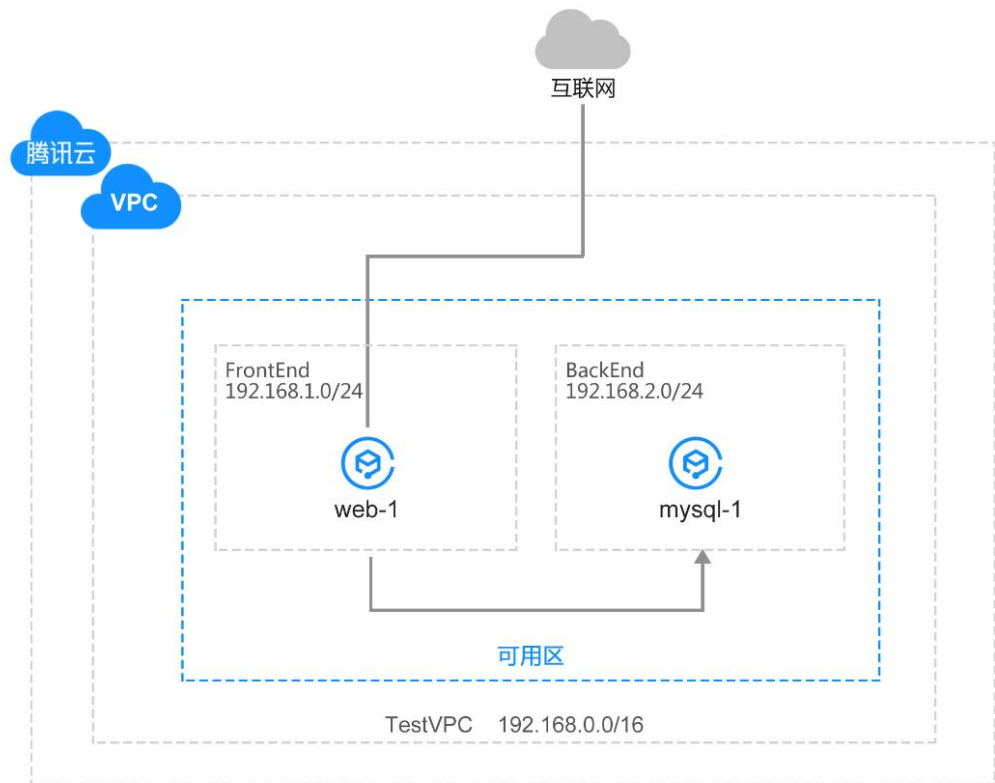 互联网
腾讯云
VPC
FrontEnd
192.168.1.0/24
BackEnd
192.168.2.0/24
web-1
mysql-1
可用区
TestVPC 192.168.0.0/16